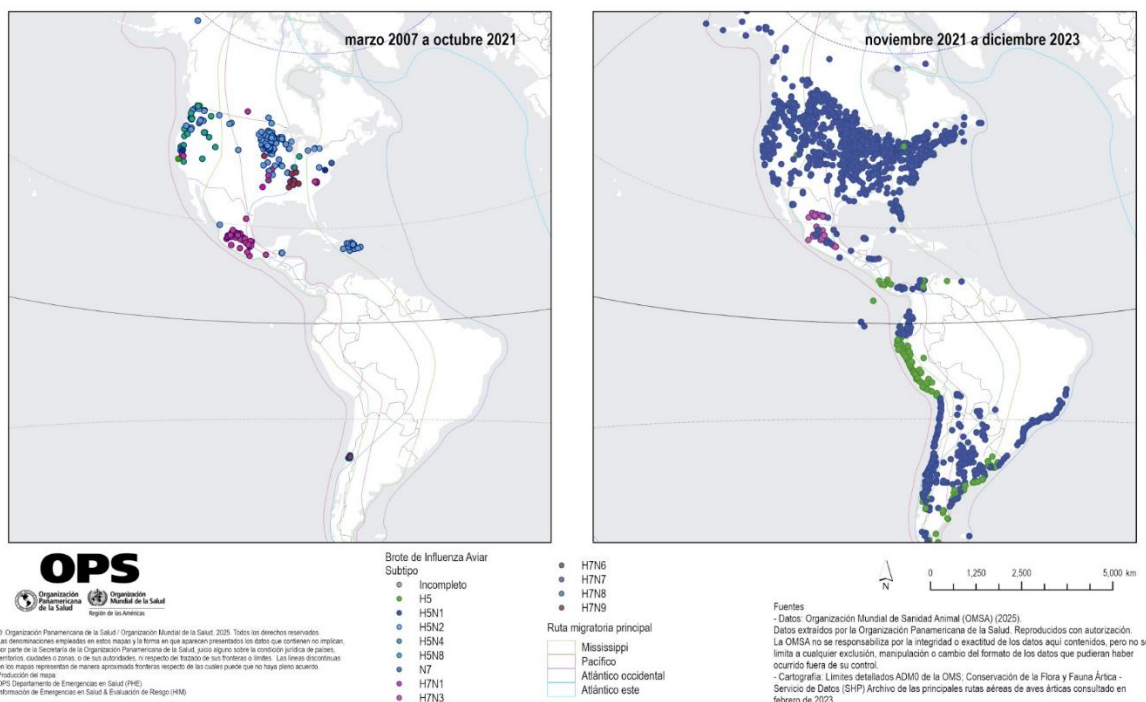 marzo 2007 a octubre 2021
noviembre 2021 a diciembre 2023
OPS
Organización
Panamericana
de la Salud
Organización
Mundial de la Salud
Región de las Américas
© Organización Panamericana de la Salud / Organización Mundial de la Salud, 2025. Todos los derechos reservados.
Las denominaciones empleadas en estos mapas y la forma en que aparecen presentados los datos que contienen no implican,
por parte de la Secretaría de la Organización Panamericana de la Salud, juicio alguno sobre la condición jurídica de países,
territorios, ciudades o zonas, o de sus autoridades, ni respecto del trazado de sus fronteras o límites. Las líneas discontinuas
en los mapas representan de manera aproximada fronteras respecto de las cuales puede que no haya pleno acuerdo.
Producción del mapa:
OPS Departamento de Emergencias en Salud (PHE)
Información de Emergencias en Salud & Evaluación de Riesgo (HIM)
Brote de Influenza Aviar
Subtipo
Incompleto
H5
H5N1
H5N2
H5N4
H5N8
N7
H7N1
H7N3
H7N6
H7N7
H7N8
H7N9
Ruta migratoria principal
Mississippi
Pacífico
Atlántico occidental
Atlántico este
N
0 1,250 2,500 5,000 km
Fuentes
- Datos: Organización Mundial de Sanidad Animal (OMSA) (2025).
Datos extraídos por la Organización Panamericana de la Salud. Reproducidos con autorización.
La OMSA no se responsabiliza por la integridad o exactitud de los datos aquí contenidos, pero no se
limita a cualquier exclusión, manipulación o cambio del formato de los datos que pudieran haber
ocurrido fuera de su control.
- Cartografía: Límites detallados ADM0 de la OMS; Conservación de la Flora y Fauna Ártica -
Servicio de Datos (SHP) Archivo de las principales rutas aéreas de aves árticas consultado en
febrero de 2023.